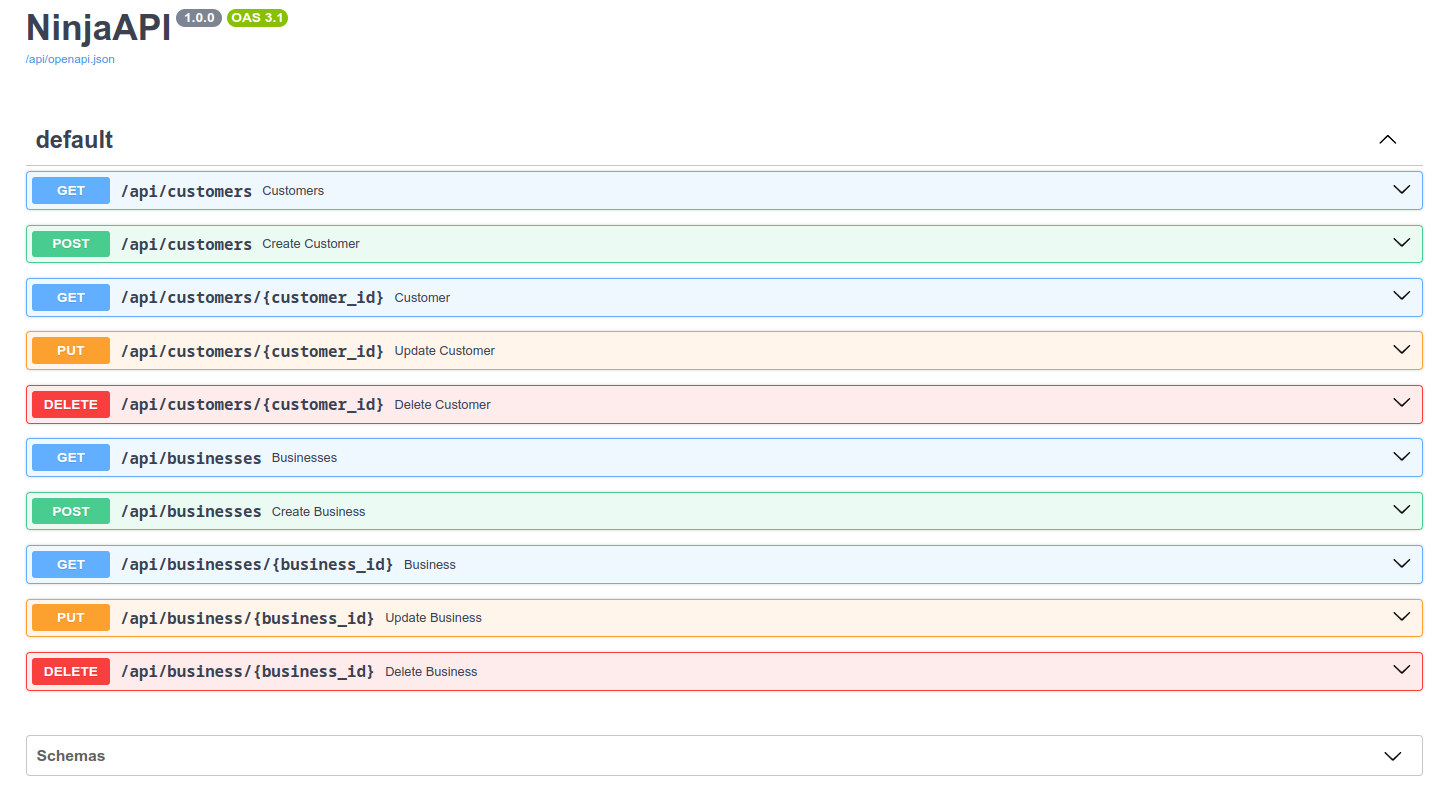 NinjaAPI 1.0.0 OAS 3.1
/api/openapi.json
default
GET /api/customers Customers
POST /api/customers Create Customer
GET /api/customers/{customer_id} Customer
PUT /api/customers/{customer_id} Update Customer
DELETE /api/customers/{customer_id} Delete Customer
GET /api/businesses Businesses
POST /api/businesses Create Business
GET /api/businesses/{business_id} Business
PUT /api/business/{business_id} Update Business
DELETE /api/business/{business_id} Delete Business
Schemas